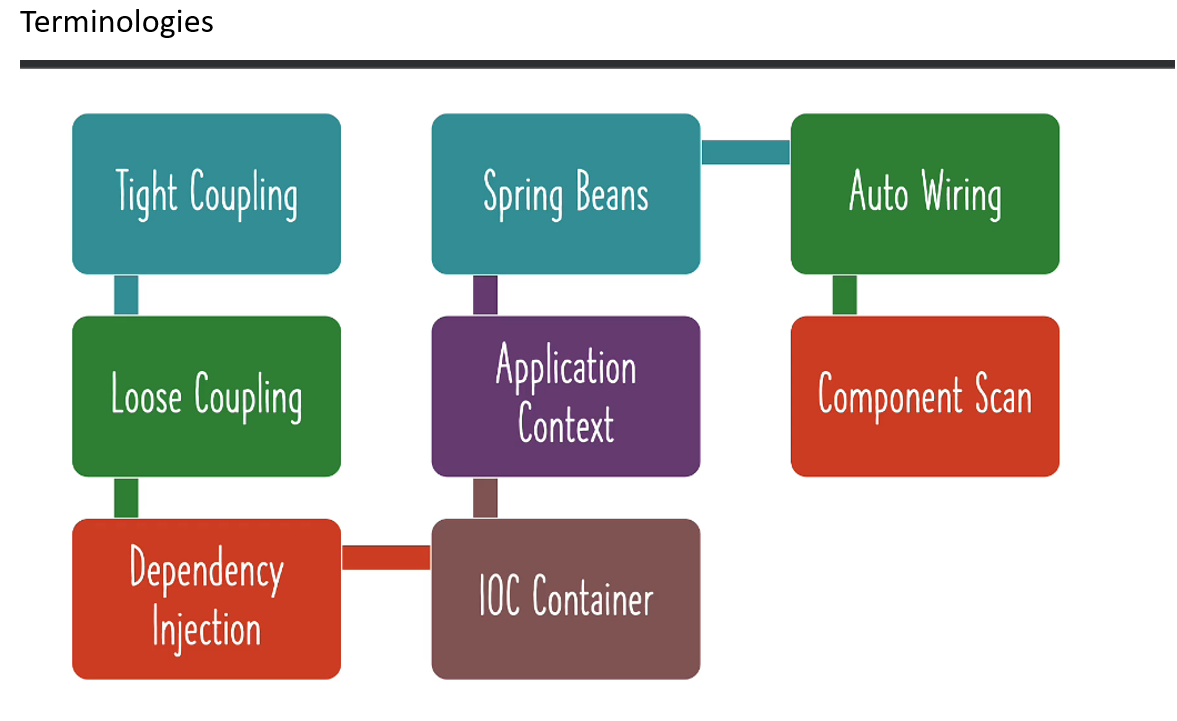 Terminologies
Tight Coupling
Loose Coupling
Dependency
Injection
IOC Container
Application
Context
Spring Beans
Auto Wiring
Component Scan